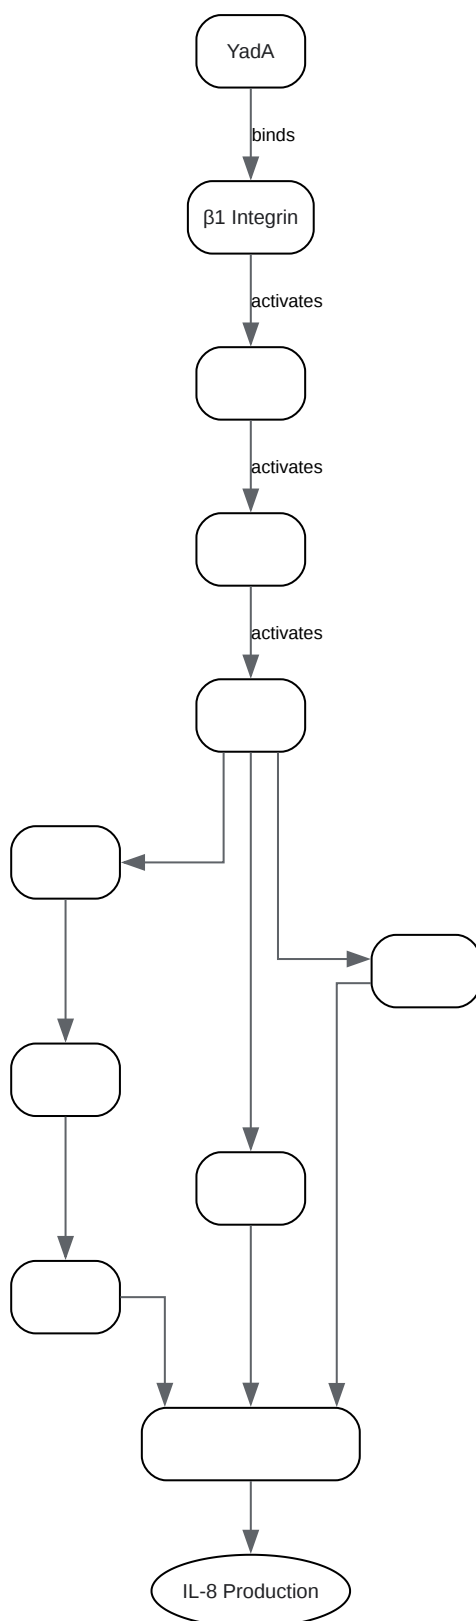 YadA
binds
β1 Integrin
activates
activates
activates
IL-8 Production